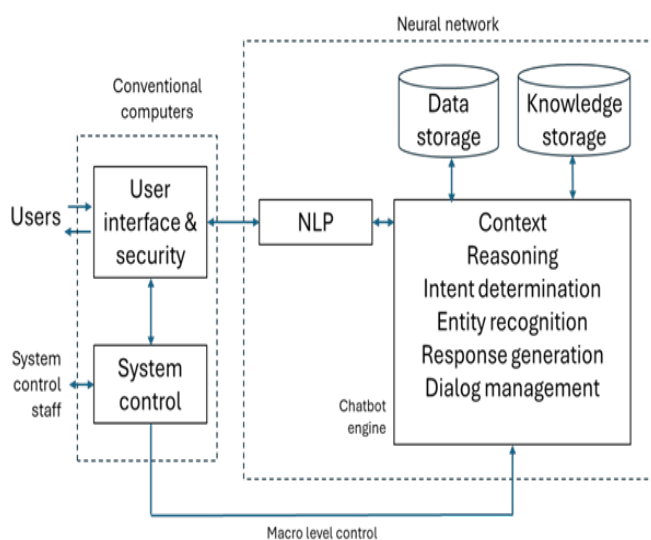 Neural network
Conventional
computers
Data
storage
Knowledge
storage
Users
User
interface &
security
NLP
Context
Reasoning
Intent determination
Entity recognition
Response generation
Dialog management
System
control
staff
System
control
Chatbot
engine
Macro level control